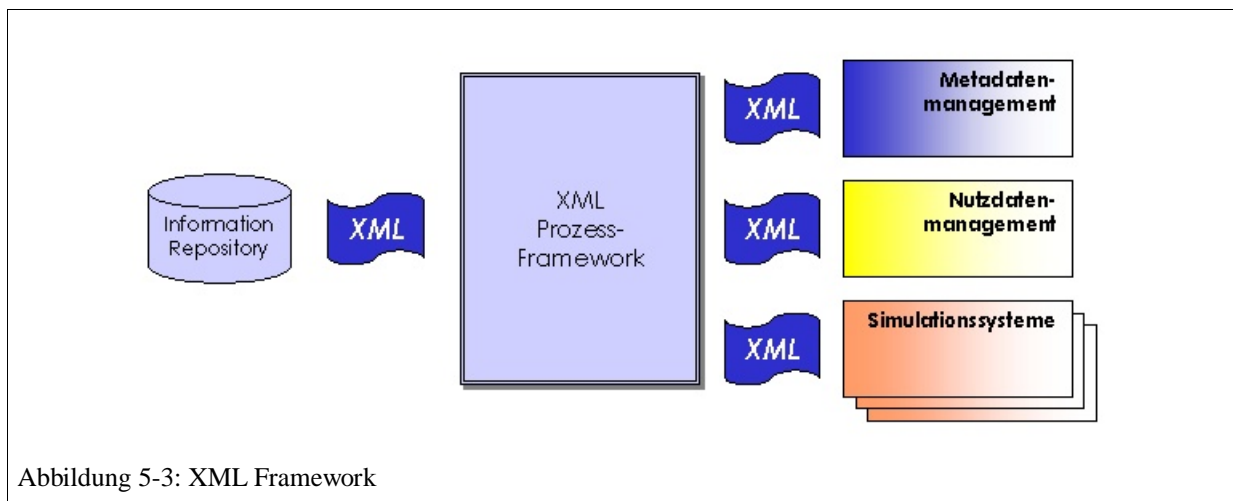 Information
Repository
XML
XML
Prozess-
Framework
XML
Metadaten-
management
XML
Nutzdaten-
management
XML
Simulationssysteme
Abbildung 5-3: XML Framework